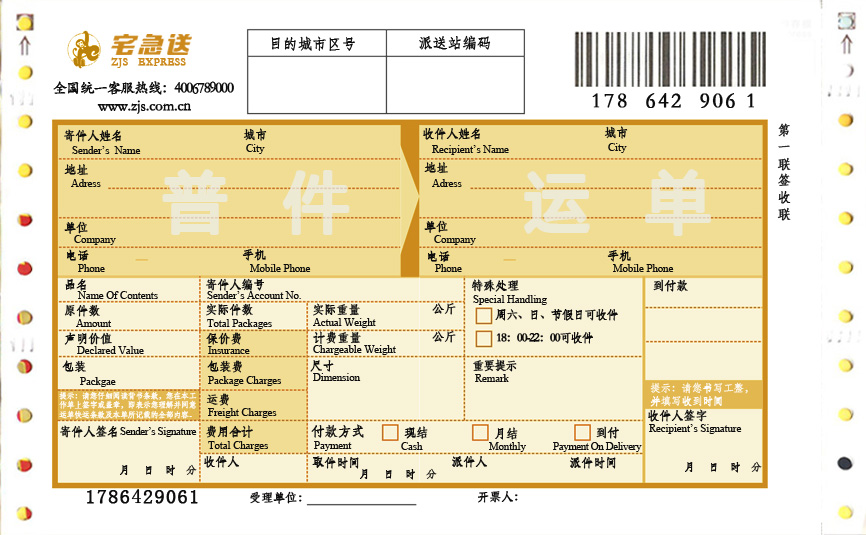 宅急送
ZJS EXPRESS
全国统一客服热线：4006789000
www.zjs.com.cn
目的城市区号
派送站编码
178 642 906 1
第一联签收联
普件 运单
寄件人姓名 城市
Sender's Name City
地址
Adress
单位
Company
电话 手机
Phone Mobile Phone
收件人姓名 城市
Recipient's Name City
地址
Adress
单位
Company
电话 手机
Phone Mobile Phone
品名
Name Of Contents
寄件人编号
Sender's Account No.
原件数
Amount
实际件数
Total Packages
实际重量 公斤
Actual Weight
声明价值
Declared Value
保价费
Insurance
计费重量 公斤
Chargeable Weight
包装
Packgae
包装费
Package Charges
尺寸
Dimension
运费
Freight Charges
特殊处理
Special Handling
周六、日、节假日可收件
18：00-22：00可收件
重要提示
Remark
到付款
提示：请您仔细阅读背书条款，您在本工
作单上签字或盖章，即表示您理解并同意
运单快运条款及本单所记载的全部内容。
提示：请您书写工整，
并填写收到时间
寄件人签名 Sender's Signature
月 日 时 分
费用合计
Total Charges
付款方式 现结 月结 到付
Payment Cash Monthly Payment On Delivery
收件人签字
Recipient's Signature
月 日 时 分
收件人 取件时间 派件人 派件时间
月 日 时 分
1786429061 受理单位： 开票人：